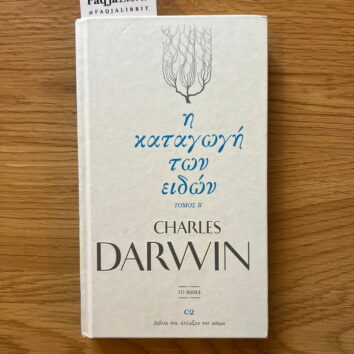 @FAQJALIBRIT
η
καταγωγή
των
ειδών
ΤΟΜΟΣ Β'
CHARLES
DARWIN
ΤΟ ΒΗΜΑ
02
βιβλία που άλλαξαν τον κόσμο